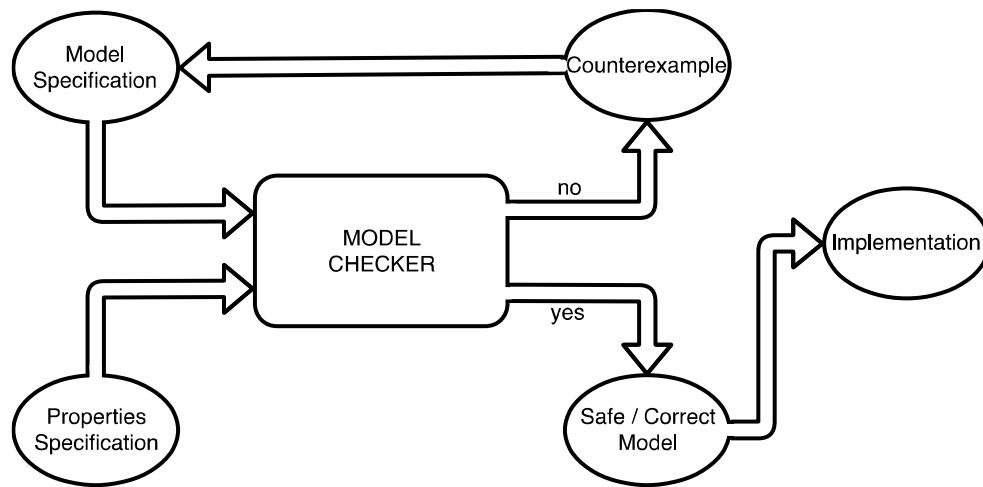 Model
Specification
Counterexample
no
MODEL
CHECKER
Implementation
yes
Properties
Specification
Safe / Correct
Model